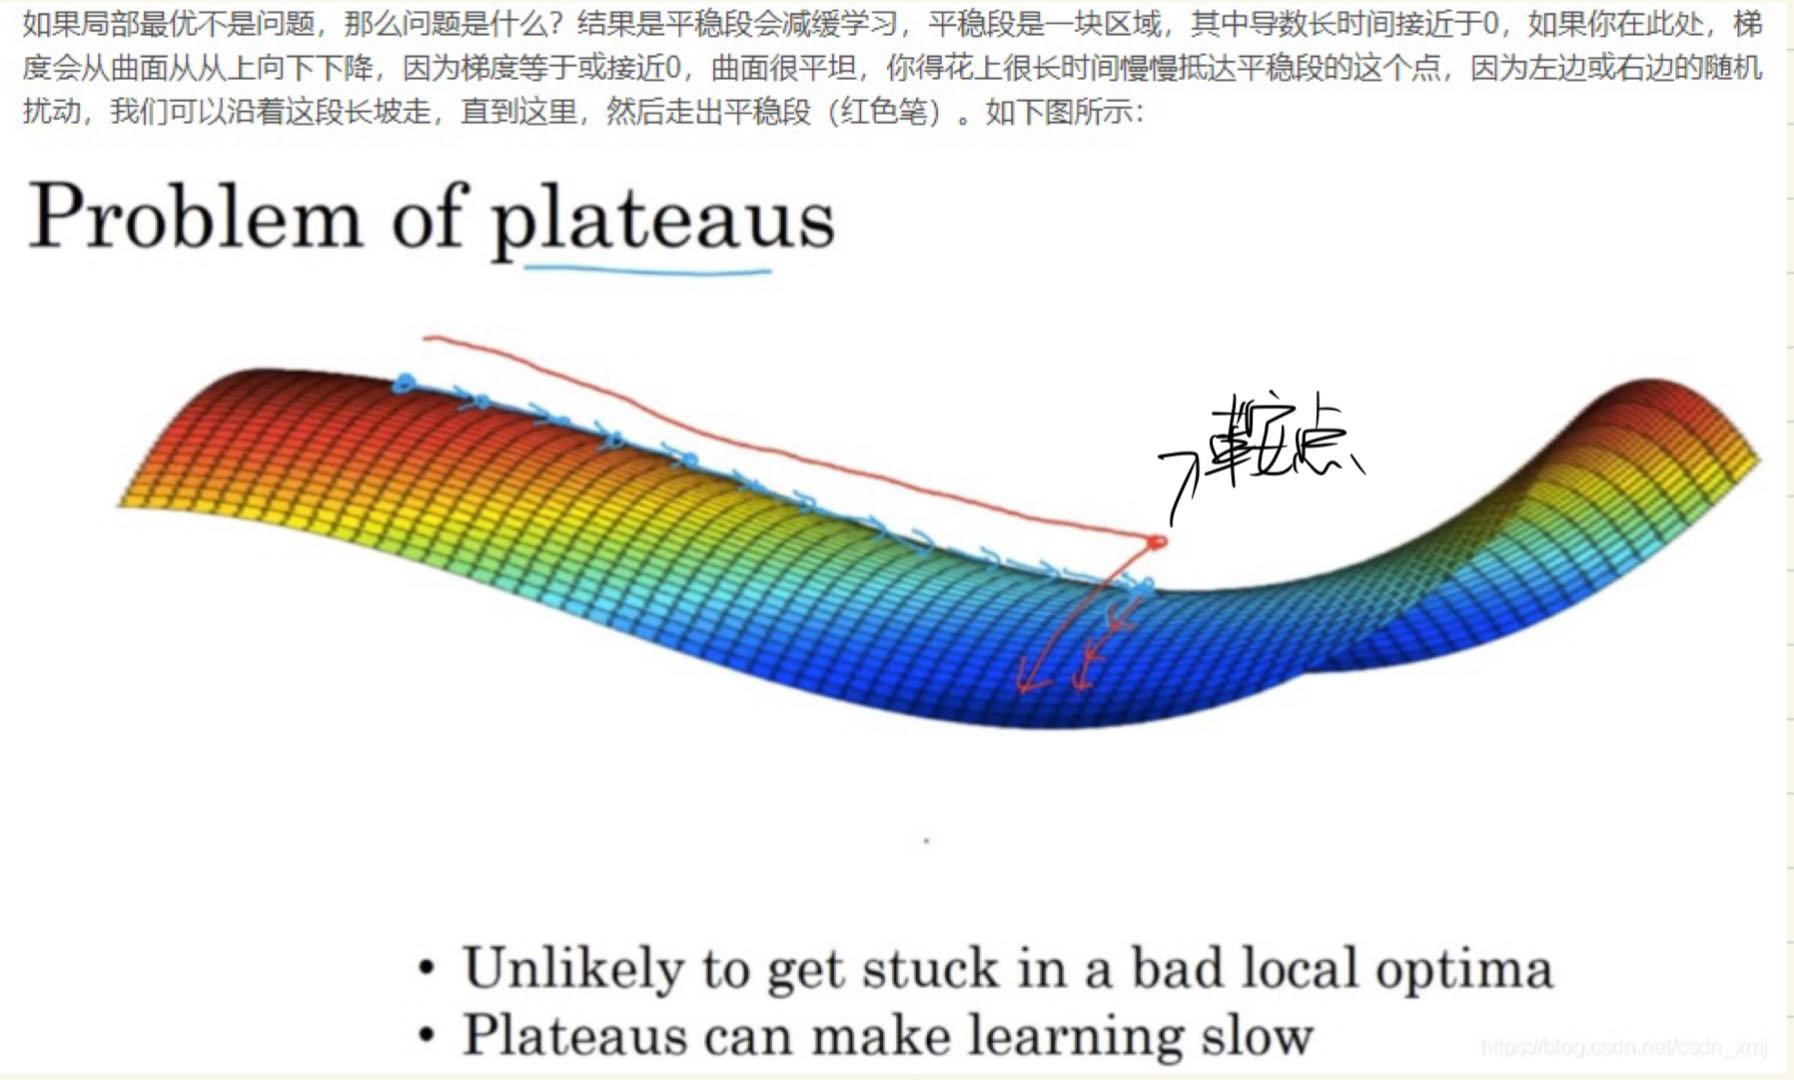 如果局部最优不是问题，那么问题是什么？结果是平稳段会减缓学习，平稳段是一块区域，其中导数长时间接近于0，如果你在此处，梯
度会从曲面从从上向下下降，因为梯度等于或接近0，曲面很平坦，你得花上很长时间慢慢抵达平稳段的这个点，因为左边或右边的随机
扰动，我们可以沿着这段长坡走，直到这里，然后走出平稳段（红色笔）。如下图所示：
Problem of plateaus
鞍点
• Unlikely to get stuck in a bad local optima
• Plateaus can make learning slow
https://blog.csdn.net/csdn_xmj